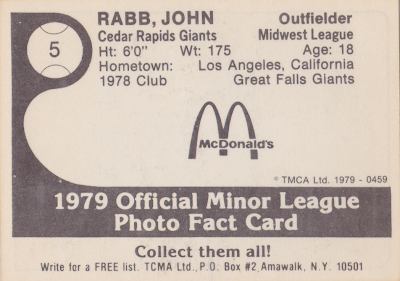 5
RABB, JOHN Outfielder
Cedar Rapids Giants Midwest League
Ht: 6'0" Wt: 175 Age: 18
Hometown: Los Angeles, California
1978 Club Great Falls Giants
McDonald's
© TMCA Ltd. 1979 - 0459
1979 Official Minor League
Photo Fact Card
Collect them all!
Write for a FREE list. TCMA Ltd., P.O. Box #2, Amawalk, N.Y. 10501